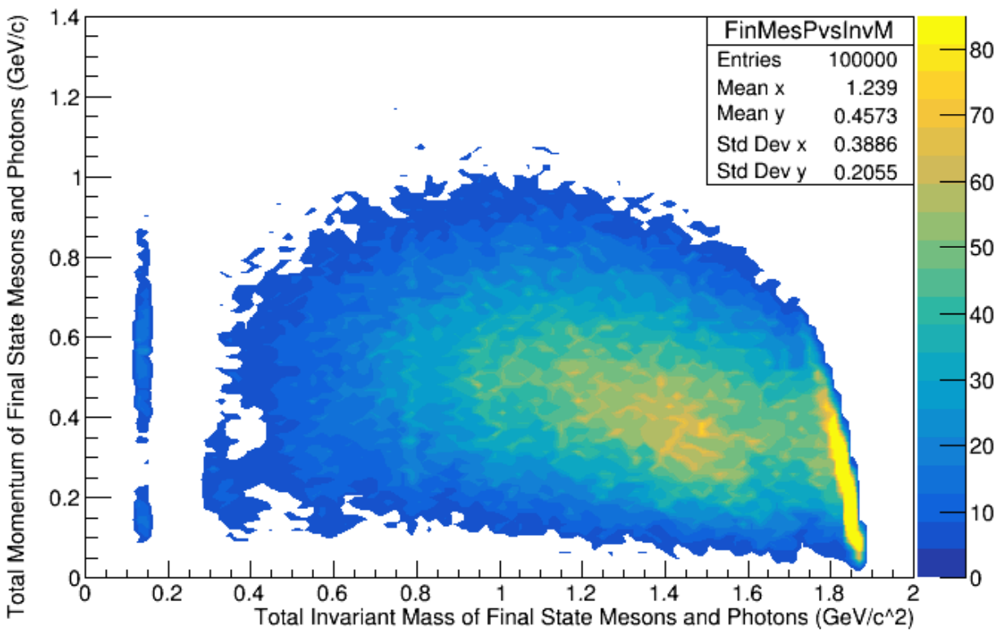 Total Momentum of Final State Mesons and Photons (GeV/c)
1.4
1.2
1
0.8
0.6
0.4
0.2
0
FinMesPvsInvM
Entries 100000
Mean x 1.239
Mean y 0.4573
Std Dev x 0.3886
Std Dev y 0.2055
80
70
60
50
40
30
20
10
0
0 0.2 0.4 0.6 0.8 1 1.2 1.4 1.6 1.8 2
Total Invariant Mass of Final State Mesons and Photons (GeV/c^2)